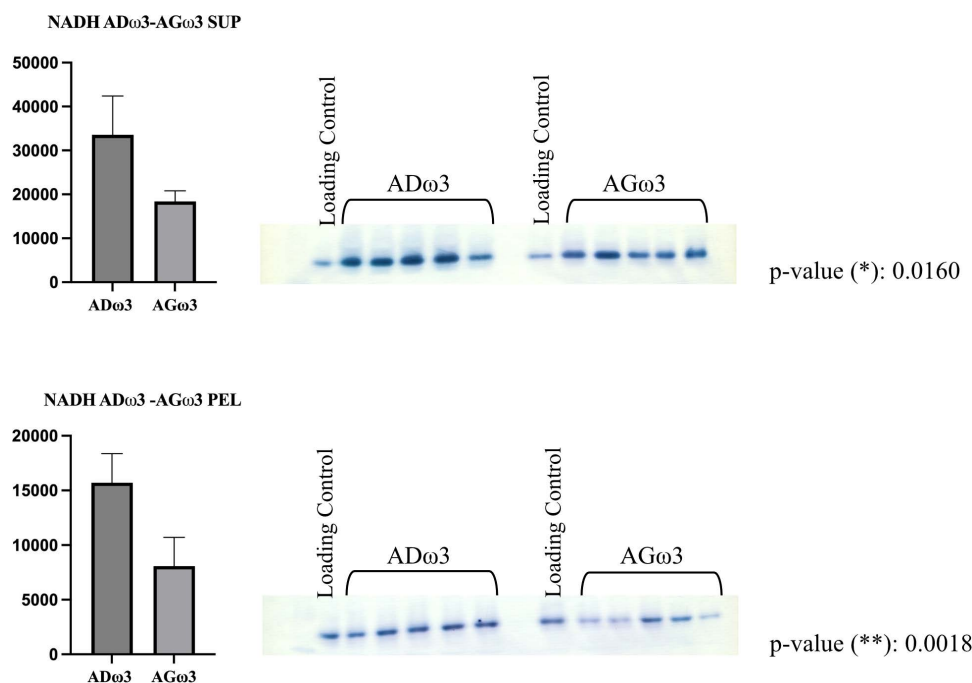 NADH ADω3-AGω3 SUP
50000
40000
30000
20000
10000
0
ADω3
AGω3
Loading Control
ADω3
Loading Control
AGω3
p-value (*): 0.0160
NADH ADω3 -AGω3 PEL
20000
15000
10000
5000
0
ADω3
AGω3
Loading Control
ADω3
Loading Control
AGω3
p-value (**): 0.0018